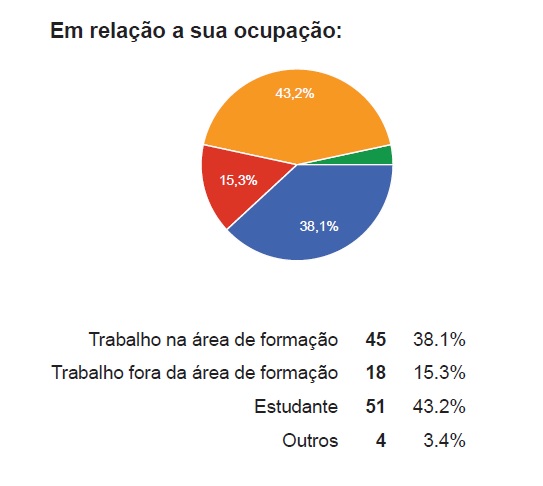 Em relação a sua ocupação:
43,2%
15,3%
38,1%
Trabalho na área de formação 45 38.1%
Trabalho fora da área de formação 18 15.3%
Estudante 51 43.2%
Outros 4 3.4%